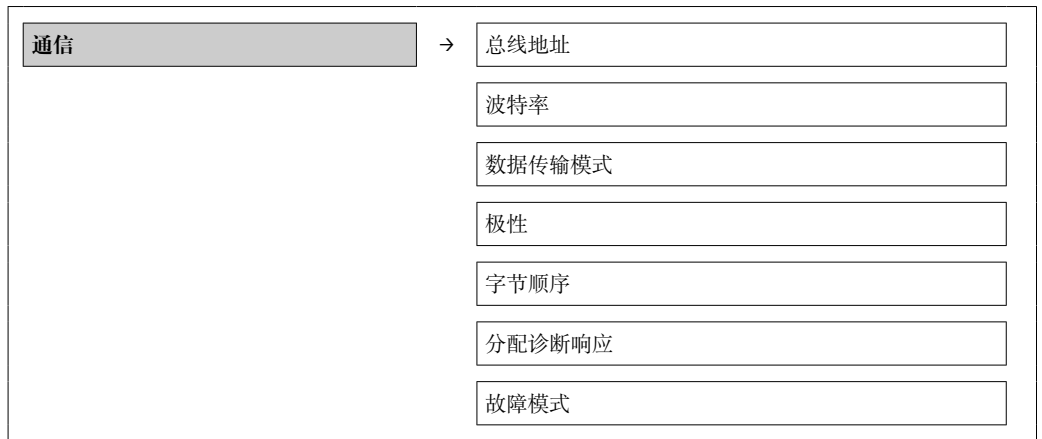 通信 → 总线地址
波特率
数据传输模式
极性
字节顺序
分配诊断响应
故障模式